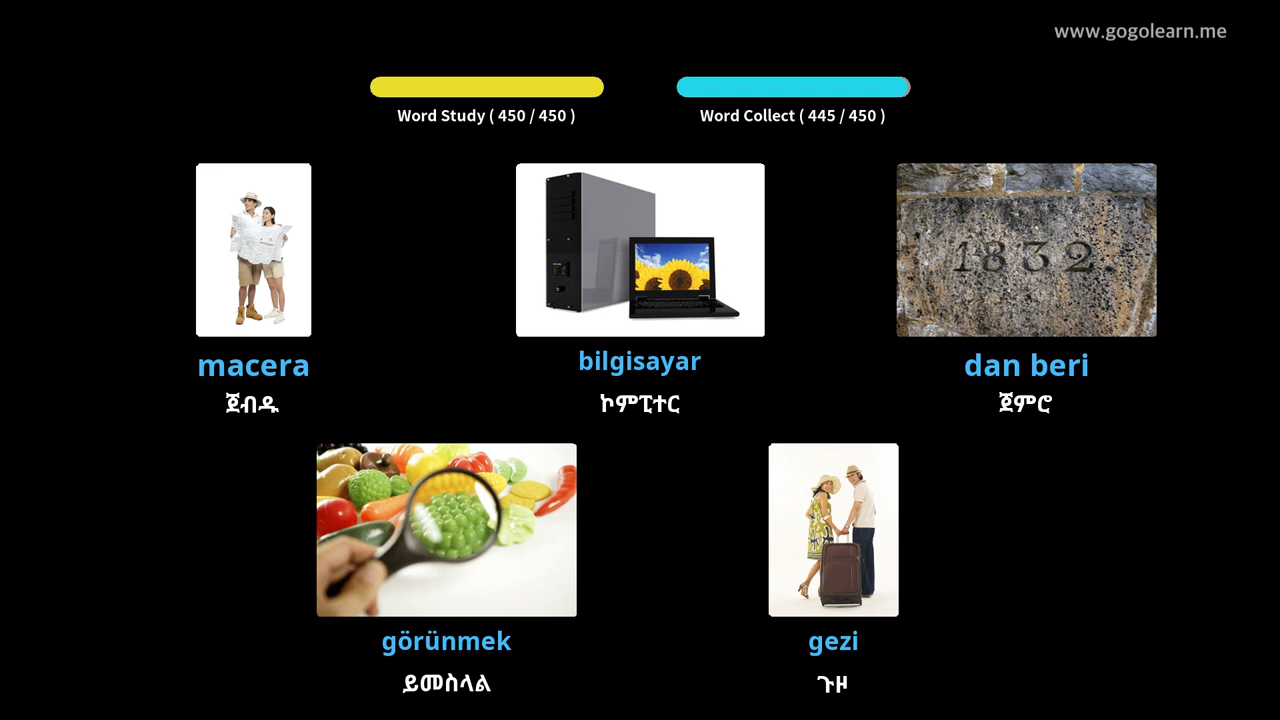 www.gogolearn.me
Word Study ( 450 / 450 )
Word Collect ( 445 / 450 )
1832.
macera
ጀብዱ
bilgisayar
ኮምፒተር
dan beri
ጀምሮ
görünmek
ይመስላል
gezi
ጉዞ